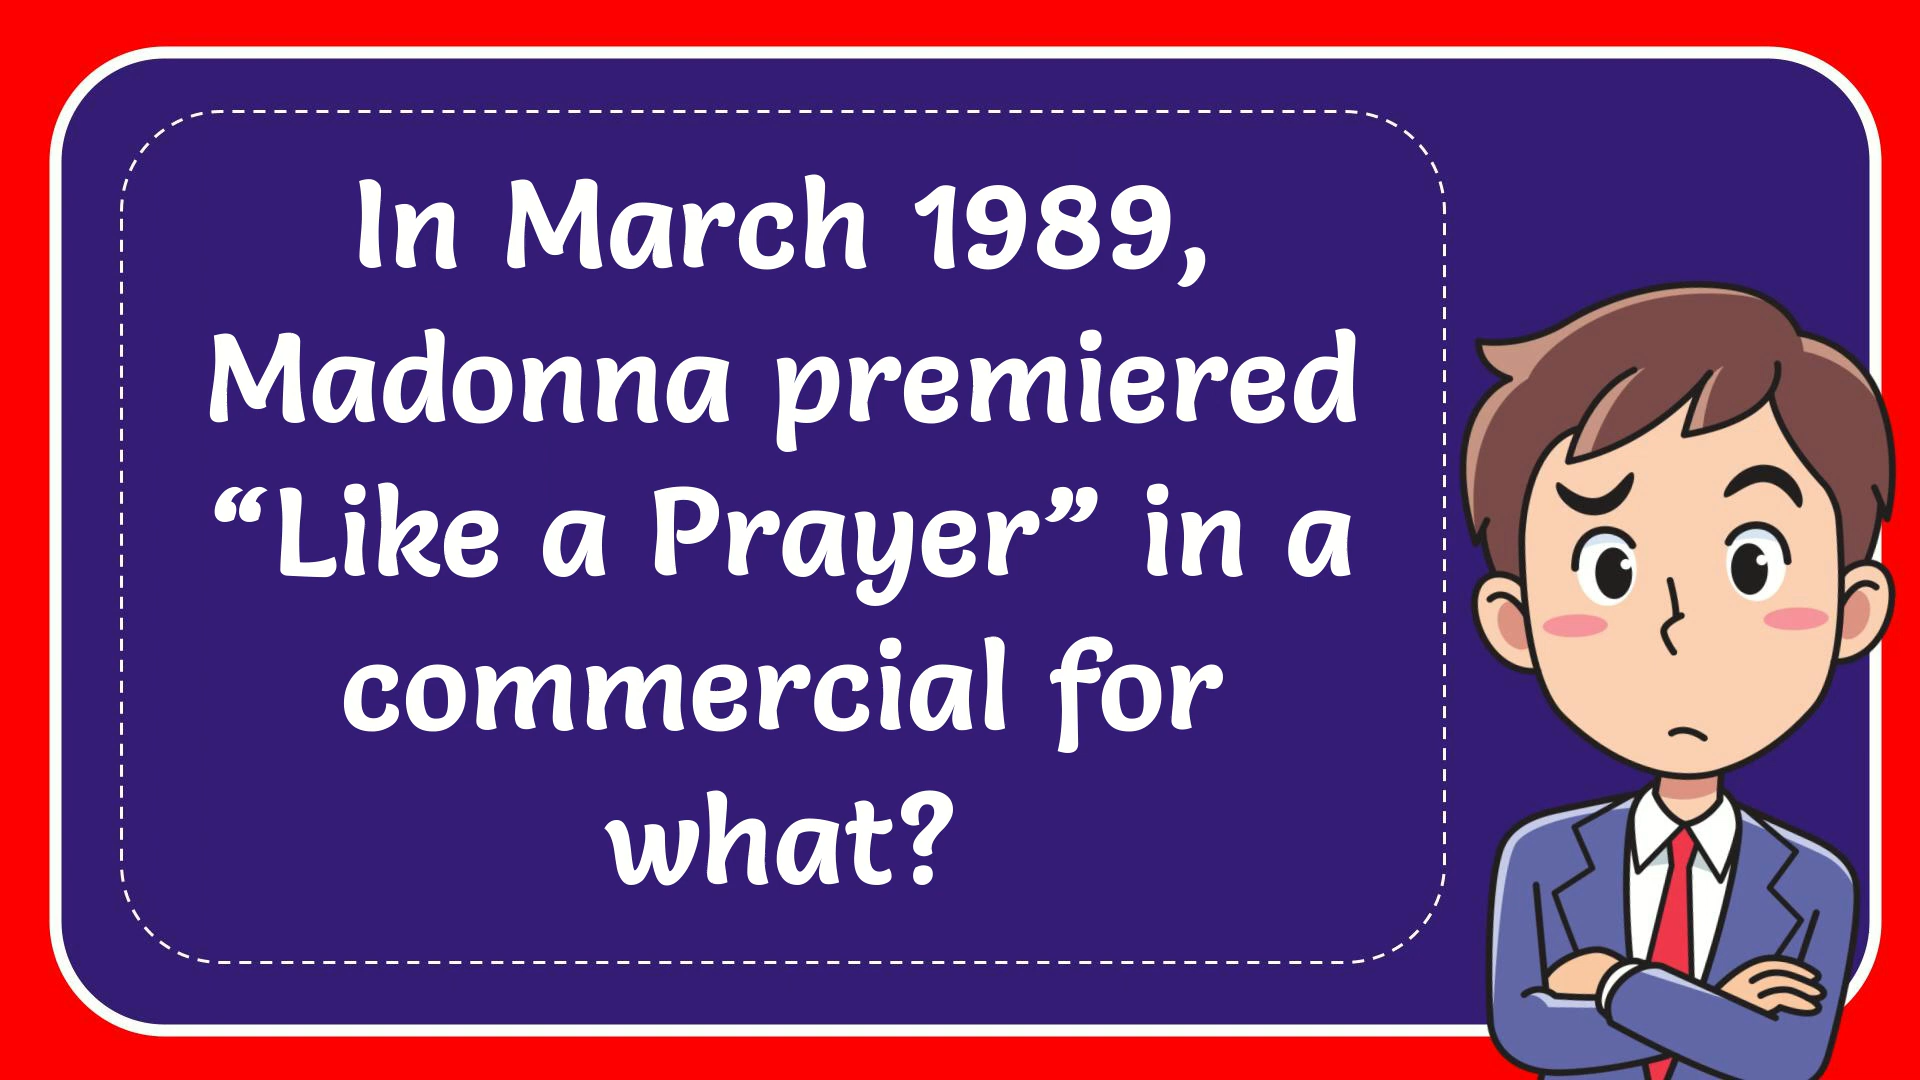 In March 1989,
Madonna premiered
“Like a Prayer” in a
commercial for
what?